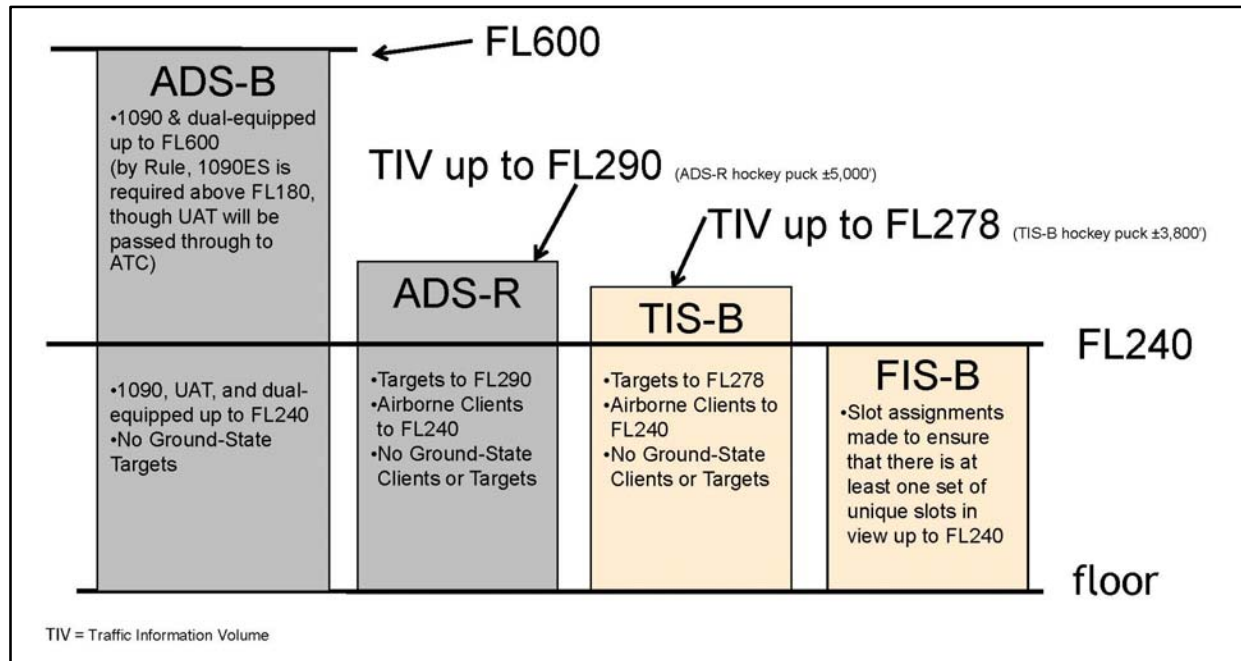 FL600
ADS-B
•1090 & dual-equipped
up to FL600
(by Rule, 1090ES is
required above FL180,
though UAT will be
passed through to
ATC)
TIV up to FL290 (ADS-R hockey puck ±5,000')
TIV up to FL278 (TIS-B hockey puck ±3,800')
ADS-R
TIS-B
FL240
•1090, UAT, and dual-
equipped up to FL240
•No Ground-State
Targets
•Targets to FL290
•Airborne Clients
to FL240
•No Ground-State
Clients or Targets
•Targets to FL278
•Airborne Clients to
FL240
•No Ground-State
Clients or Targets
FIS-B
•Slot assignments
made to ensure
that there is at
least one set of
unique slots in
view up to FL240
floor
TIV = Traffic Information Volume